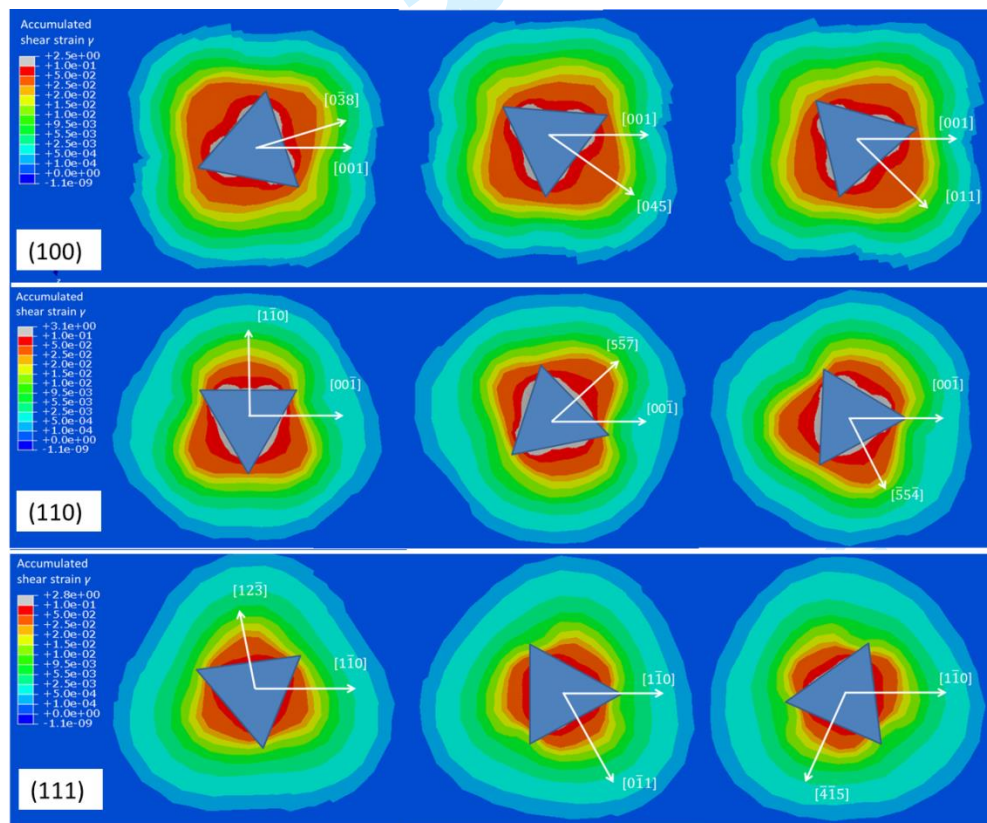 Accumulated
shear strain γ
+2.5e+00
+1.0e-01
+5.0e-02
+2.5e-02
+2.0e-02
+1.5e-02
+1.0e-02
+9.5e-03
+5.5e-03
+1.0e-03
+5.0e-04
+1.0e-04
+0.0e+00
-1.1e-09
[03̅8]
[001]
[001]
[045]
[001]
[011]
(100)
Accumulated
shear strain γ
+3.1e+00
+1.0e-01
+5.0e-02
+2.5e-02
+2.0e-02
+1.5e-02
+1.0e-02
+9.5e-03
+5.5e-03
+1.0e-03
+5.0e-04
+1.0e-04
+0.0e+00
-1.1e-09
[11̅0]
[001̅]
[55̅7̅]
[001̅]
[001̅]
[5̅54̅]
(110)
Accumulated
shear strain γ
+2.8e+00
+1.0e-01
+5.0e-02
+2.5e-02
+2.0e-02
+1.5e-02
+1.0e-02
+9.5e-03
+5.5e-03
+1.0e-03
+5.0e-04
+1.0e-04
+0.0e+00
-1.1e-09
[123̅]
[11̅0]
[11̅0]
[01̅1]
[11̅0]
[4̅1̅5]
(111)